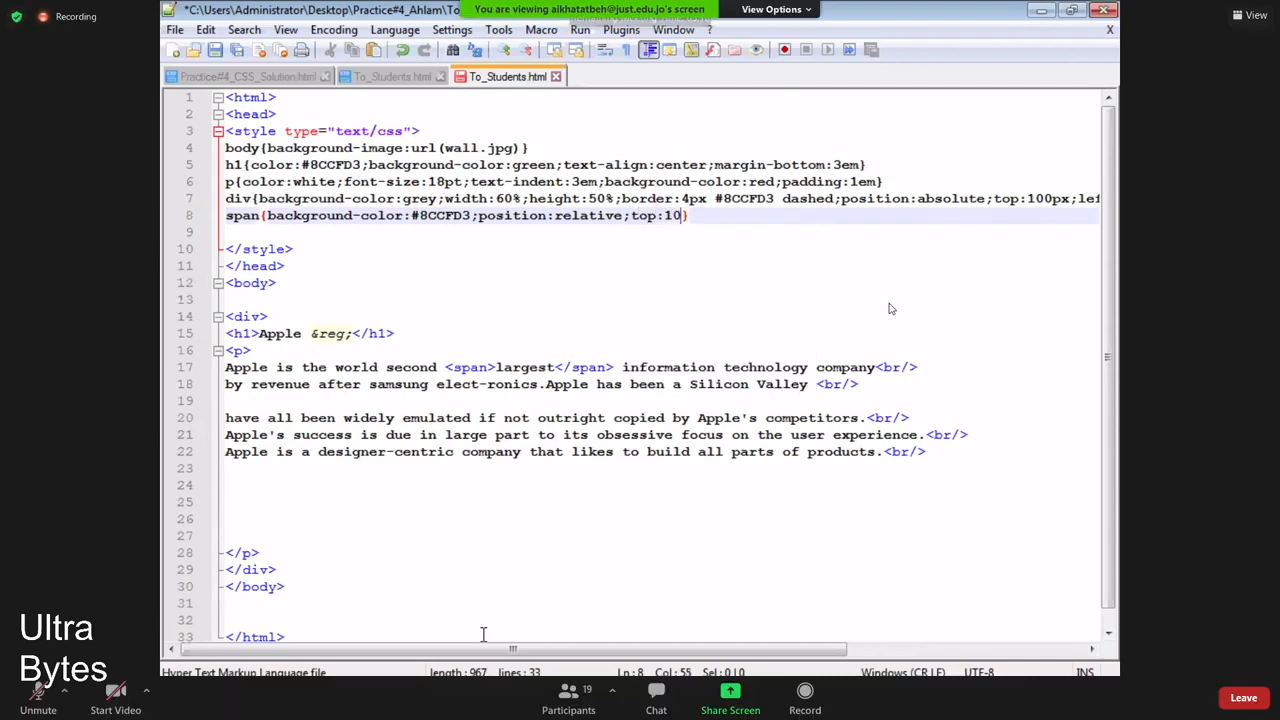 *C:\Users\Administrator\Desktop\Practice#4_Ahlam\To
You are viewing aikhatatbeh@just.edu.jo's screen
View Options
View
Recording
File Edit Search View Encoding Language Settings Tools Macro Run Plugins Window ?
X
Practice#4_CSS_Solution.html
To_Students.html
To_Students.html
1 <html>
2 <head>
3 <style type="text/css">
4 body{background-image:url(wall.jpg)}
5 h1{color:#8CCFD3;background-color:green;text-align:center;margin-bottom:3em}
6 p{color:white;font-size:18pt;text-indent:3em;background-color:red;padding:1em}
7 div{background-color:grey;width:60%;height:50%;border:4px #8CCFD3 dashed;position:absolute;top:100px;lef
8 span{background-color:#8CCFD3;position:relative;top:10}
9
10 </style>
11 </head>
12 <body>
13
14 <div>
15 <h1>Apple &reg;</h1>
16 <p>
17 Apple is the world second <span>largest</span> information technology company<br/>
18 by revenue after samsung elect-ronics.Apple has been a Silicon Valley <br/>
19
20 have all been widely emulated if not outright copied by Apple's competitors.<br/>
21 Apple's success is due in large part to its obsessive focus on the user experience.<br/>
22 Apple is a designer-centric company that likes to build all parts of products.<br/>
23
24
25
26
27
28 </p>
29 </div>
30 </body>
31
32
33 </html>
Hyper Text Markup Language file length : 967 lines : 33 Ln : 8 Col : 55 Sel : 0 | 0 Windows (CR LF) UTF-8 INS
Ultra
Bytes
Unmute
Start Video
Participants
19
Chat
Share Screen
Record
Leave